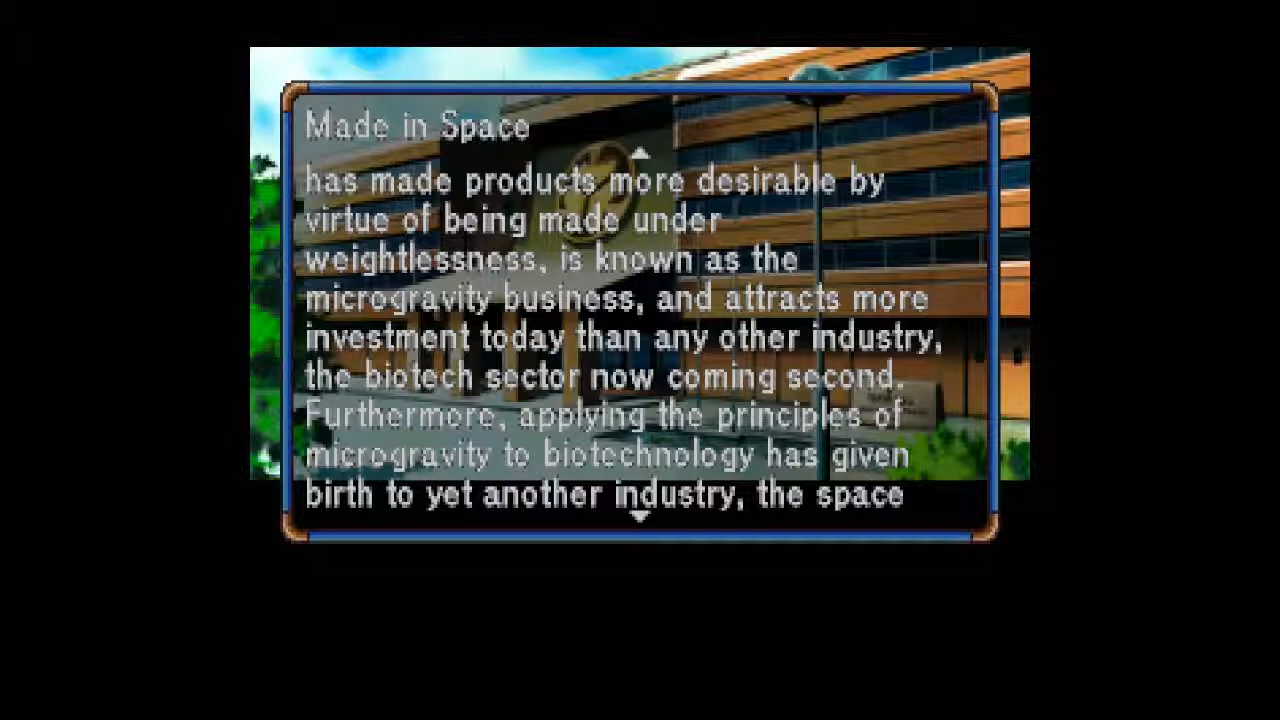 Made in Space
has made products more desirable by
virtue of being made under
weightlessness, is known as the
microgravity business, and attracts more
investment today than any other industry,
the biotech sector now coming second.
Furthermore, applying the principles of
microgravity to biotechnology has given
birth to yet another industry, the space